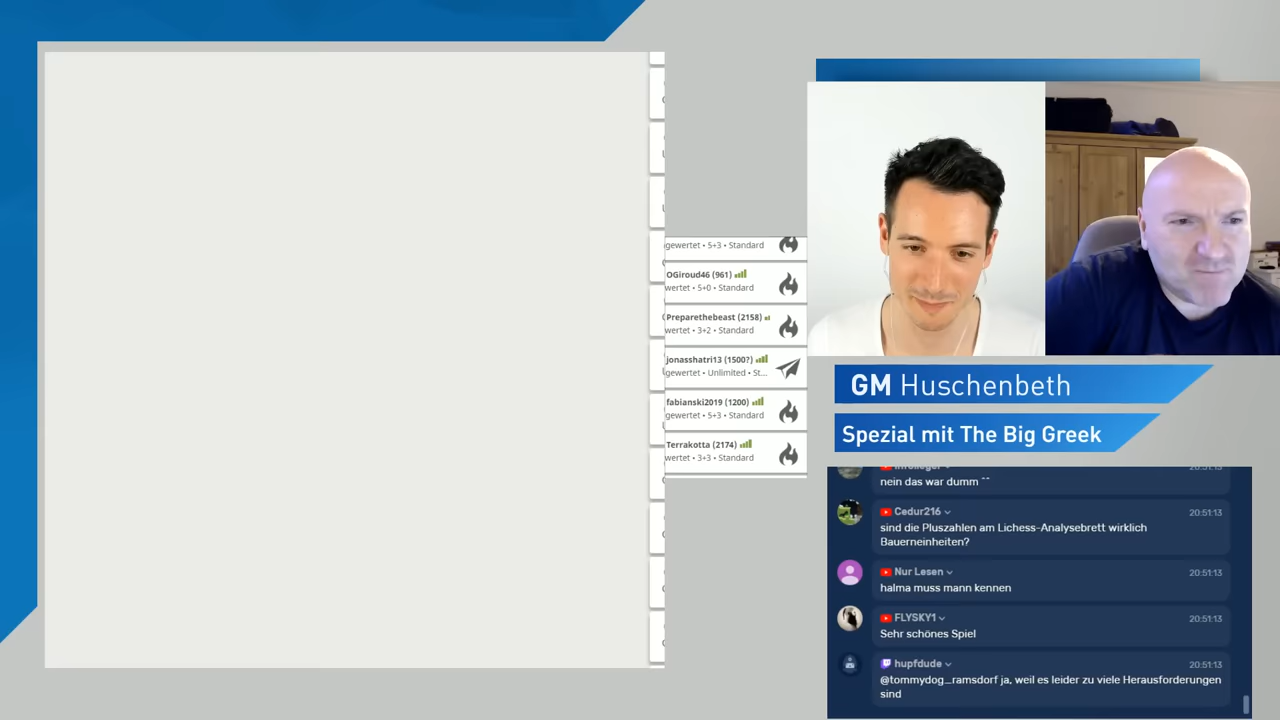 gewertet • 5+3 • Standard
OGiroud46 (961)
wertet • 5+0 • Standard
Preparethebeast (2158)
wertet • 3+2 • Standard
jonasshatri13 (1500?)
gewertet • Unlimited • St...
fabianski2019 (1200)
gewertet • 5+3 • Standard
Terrakotta (2174)
wertet • 3+3 • Standard
GM Huschenbeth
Spezial mit The Big Greek
nein das war dumm ^^
Cedur216
20:51:13
sind die Pluszahlen am Lichess-Analysebrett wirklich
Bauerneinheiten?
Nur Lesen
20:51:13
halma muss mann kennen
FLYSKY1
20:51:13
Sehr schönes Spiel
hupfdude
20:51:13
@tommydog_ramsdorf ja, weil es leider zu viele Herausforderungen
sind